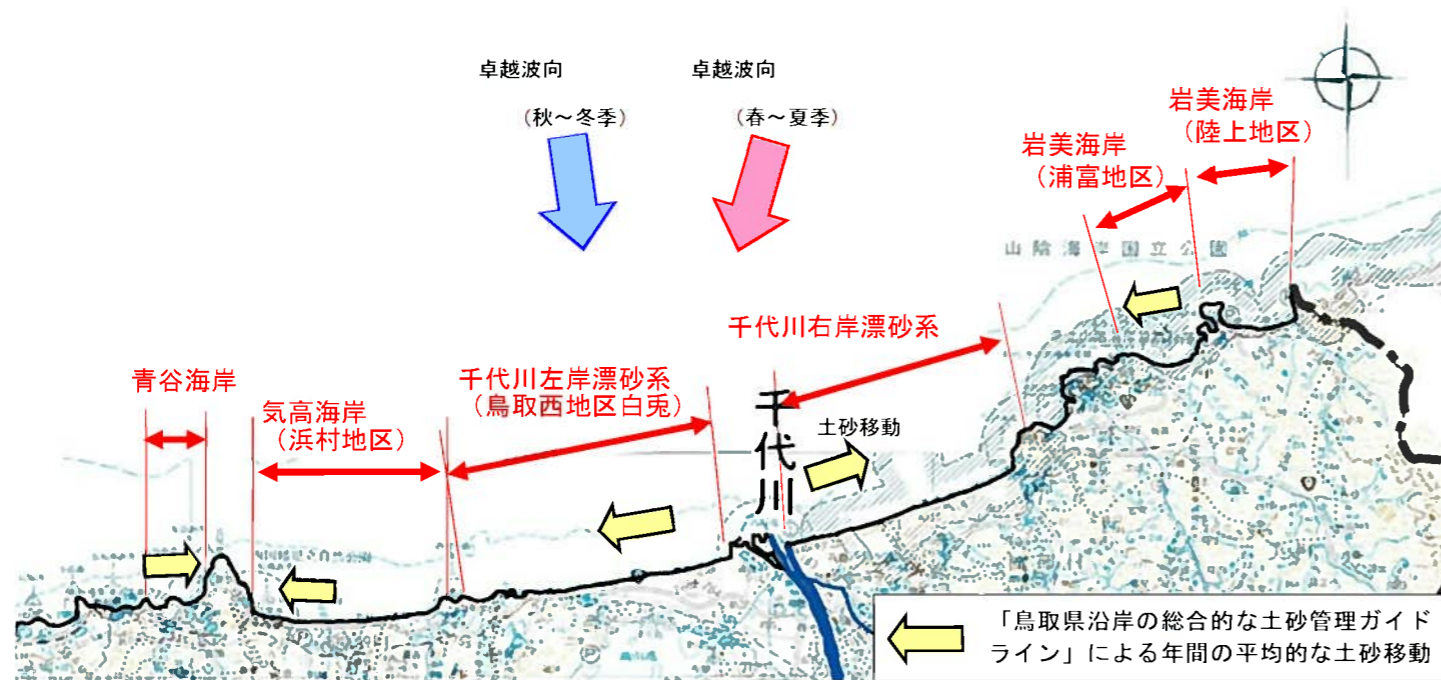 卓越波向
(秋～冬季)
卓越波向
(春～夏季)
岩美海岸
(陸上地区)
岩美海岸
(浦富地区)
山陰海岸国立公園
千代川右岸漂砂系
千代川左岸漂砂系
(鳥取西地区白兎)
青谷海岸
気高海岸
(浜村地区)
千代川
土砂移動
「鳥取県沿岸の総合的な土砂管理ガイド
ライン」による年間の平均的な土砂移動